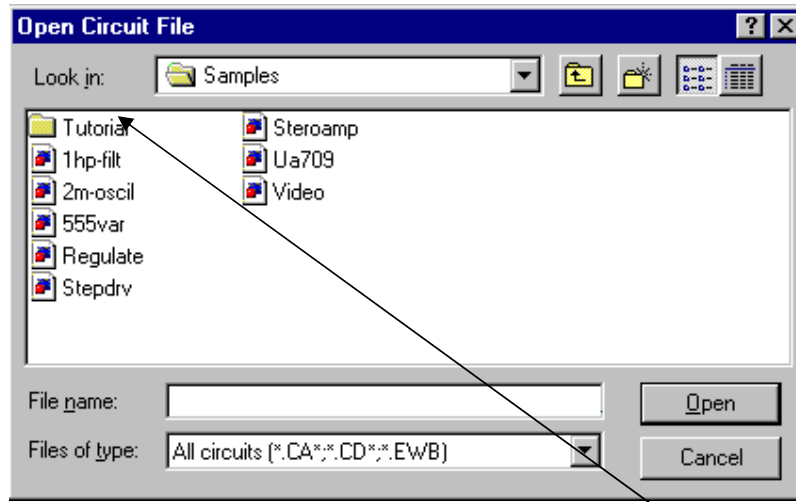 Open Circuit File
Look in: Samples
Tutorial
1hp-filt
2m-oscil
555var
Regulate
Stepdrv
Steroamp
Ua709
Video
File name:
Open
Files of type: All circuits (*.CA*;*.CD*;*.EWB)
Cancel